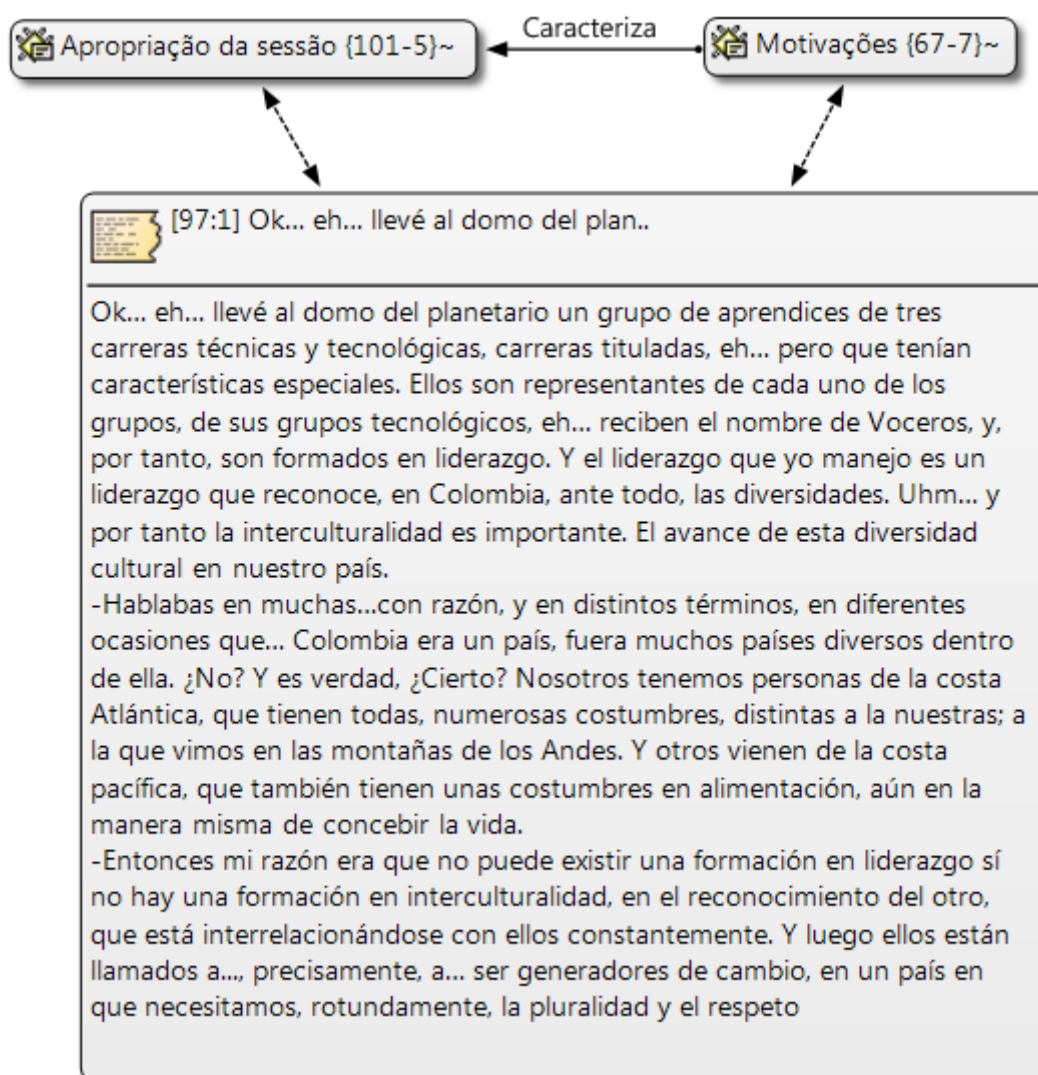 Apropriação da sessão {101-5}~
Caracteriza
Motivações {67-7}~
[97:1] Ok... eh... llevé al domo del plan..
Ok... eh... llevé al domo del planetario un grupo de aprendices de tres
carreras técnicas y tecnológicas, carreras tituladas, eh... pero que tenían
características especiales. Ellos son representantes de cada uno de los
grupos, de sus grupos tecnológicos, eh... reciben el nombre de Voceros, y,
por tanto, son formados en liderazgo. Y el liderazgo que yo manejo es un
liderazgo que reconoce, en Colombia, ante todo, las diversidades. Uhm... y
por tanto la interculturalidad es importante. El avance de esta diversidad
cultural en nuestro país.
-Hablabas en muchas...con razón, y en distintos términos, en diferentes
ocasiones que... Colombia era un país, fuera muchos países diversos dentro
de ella. ¿No? Y es verdad, ¿Cierto? Nosotros tenemos personas de la costa
Atlántica, que tienen todas, numerosas costumbres, distintas a la nuestras; a
la que vimos en las montañas de los Andes. Y otros vienen de la costa
pacífica, que también tienen unas costumbres en alimentación, aún en la
manera misma de concebir la vida.
-Entonces mi razón era que no puede existir una formación en liderazgo sí
no hay una formación en interculturalidad, en el reconocimiento del otro,
que está interrelacionándose con ellos constantemente. Y luego ellos están
llamados a..., precisamente, a... ser generadores de cambio, en un país en
que necesitamos, rotundamente, la pluralidad y el respeto